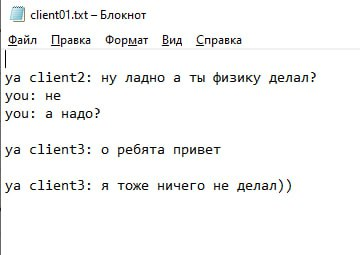 client01.txt – Блокнот
Файл Правка Формат Вид Справка
ya client2: ну ладно а ты физику делал?
you: не
you: а надо?
ya client3: о ребята привет
ya client3: я тоже ничего не делал))